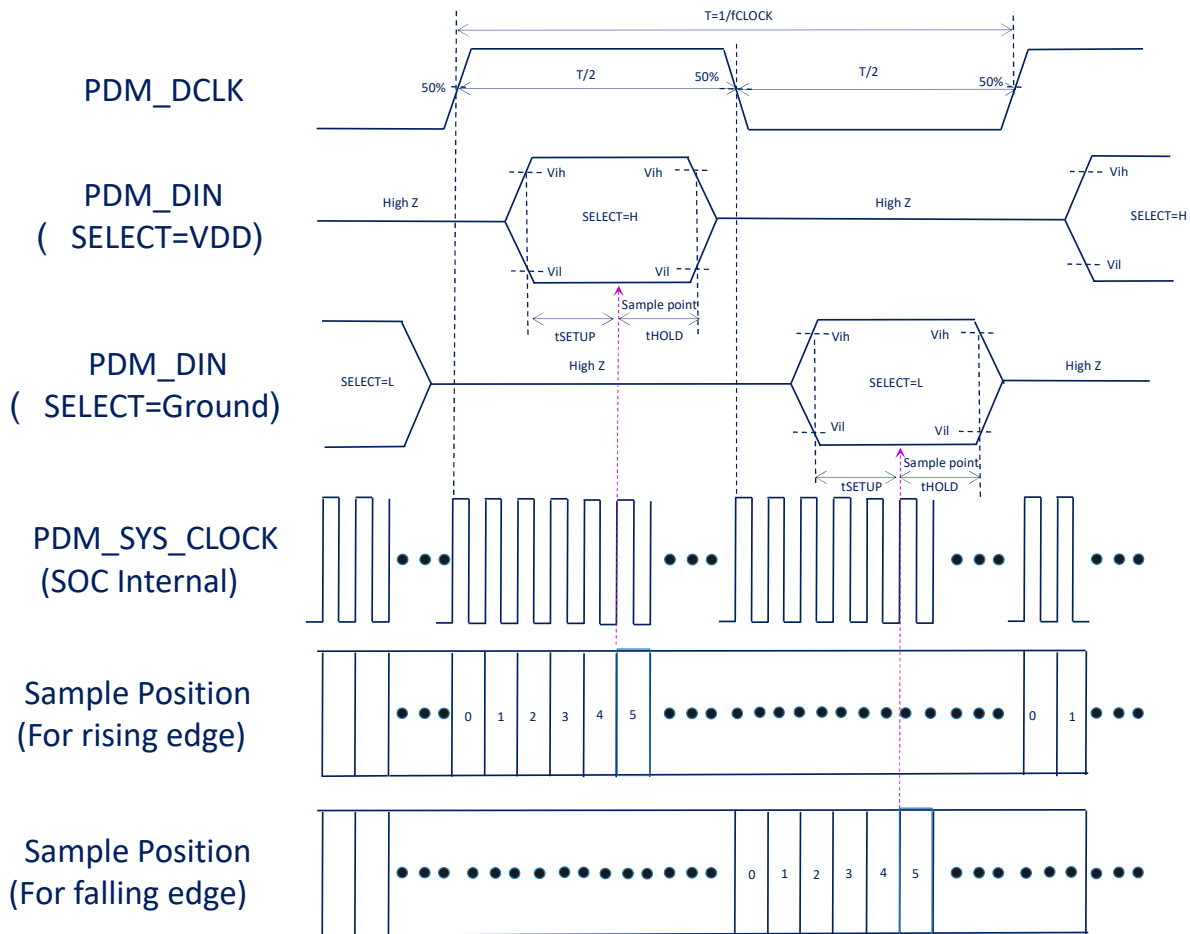 T=1/fCLOCK
PDM_DCLK
50%
T/2
50%
T/2
50%
PDM_DIN
( SELECT=VDD)
High Z
Vih
Vih
SELECT=H
Vil
Vil
High Z
Vih
SELECT=H
Vil
Sample point
tSETUP
tHOLD
PDM_DIN
( SELECT=Ground)
SELECT=L
High Z
Vih
Vih
SELECT=L
Vil
Vil
High Z
Sample point
tSETUP
tHOLD
PDM_SYS_CLOCK
(SOC Internal)
Sample Position
(For rising edge)
0 1 2 3 4 5 0 1
Sample Position
(For falling edge)
0 1 2 3 4 5